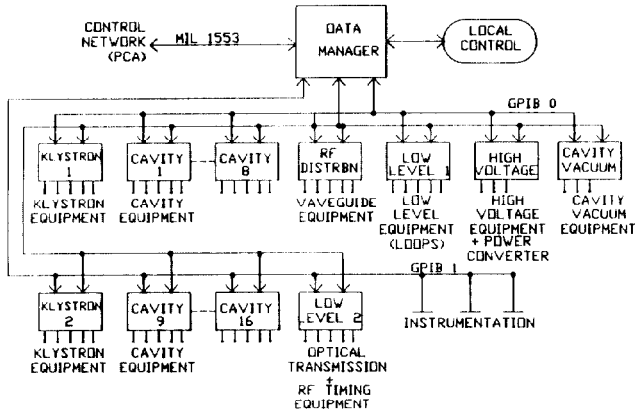 CONTROL
NETWORK
(PCA)
MIL 1553
DATA
MANAGER
LOCAL
CONTROL
GPIB 0
KLYSTRON
1
CAVITY
1
CAVITY
8
RF
DISTRBN
LOW
LEVEL 1
HIGH
VOLTAGE
CAVITY
VACUUM
KLYSTRON
EQUIPMENT
CAVITY
EQUIPMENT
VAVEGUIDE
EQUIPMENT
LOW
LEVEL
EQUIPMENT
(LOOPS)
HIGH
VOLTAGE
EQUIPMENT
+ POWER
CONVERTER
CAVITY
VACUUM
EQUIPMENT
GPIB 1
KLYSTRON
2
CAVITY
9
CAVITY
16
LOW
LEVEL 2
INSTRUMENTATION
KLYSTRON
EQUIPMENT
CAVITY
EQUIPMENT
OPTICAL
TRANSMISSION
+
RF TIMING
EQUIPMENT